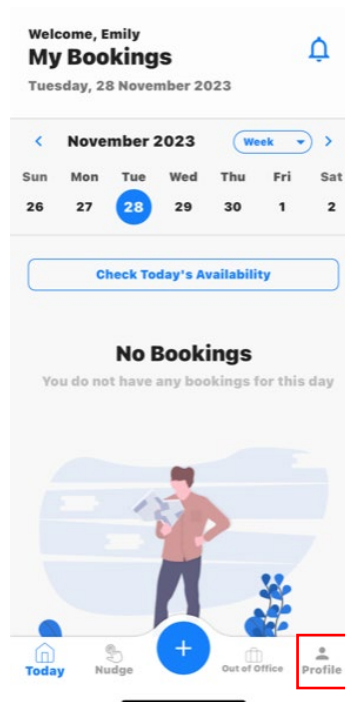 Welcome, Emily
My Bookings
Tuesday, 28 November 2023
November 2023
Week
Sun Mon Tue Wed Thu Fri Sat
26 27 28 29 30 1 2
Check Today's Availability
No Bookings
You do not have any bookings for this day
Today Nudge + Out of Office Profile